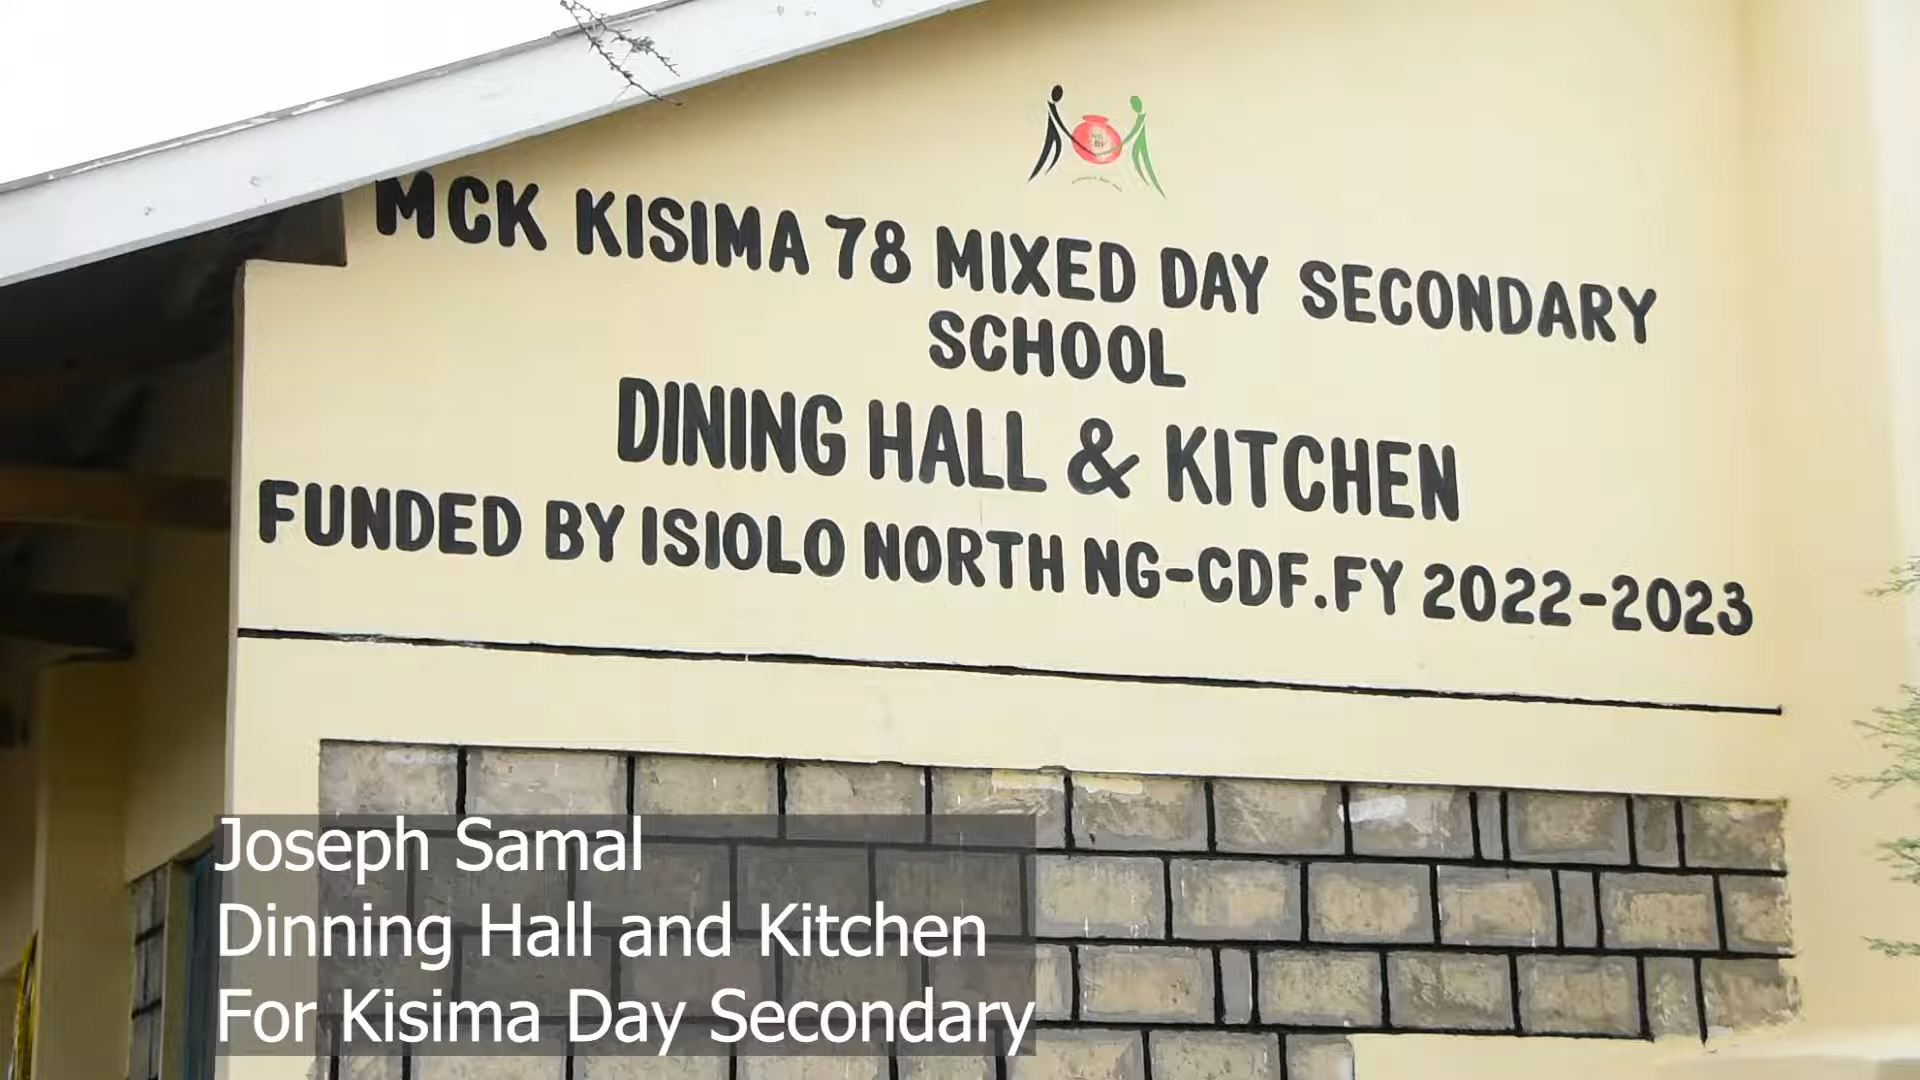 MCK KISIMA 78 MIXED DAY SECONDARY
SCHOOL
DINING HALL & KITCHEN
FUNDED BY ISIOLO NORTH NG-CDF.FY 2022-2023
Joseph Samal
Dinning Hall and Kitchen
For Kisima Day Secondary